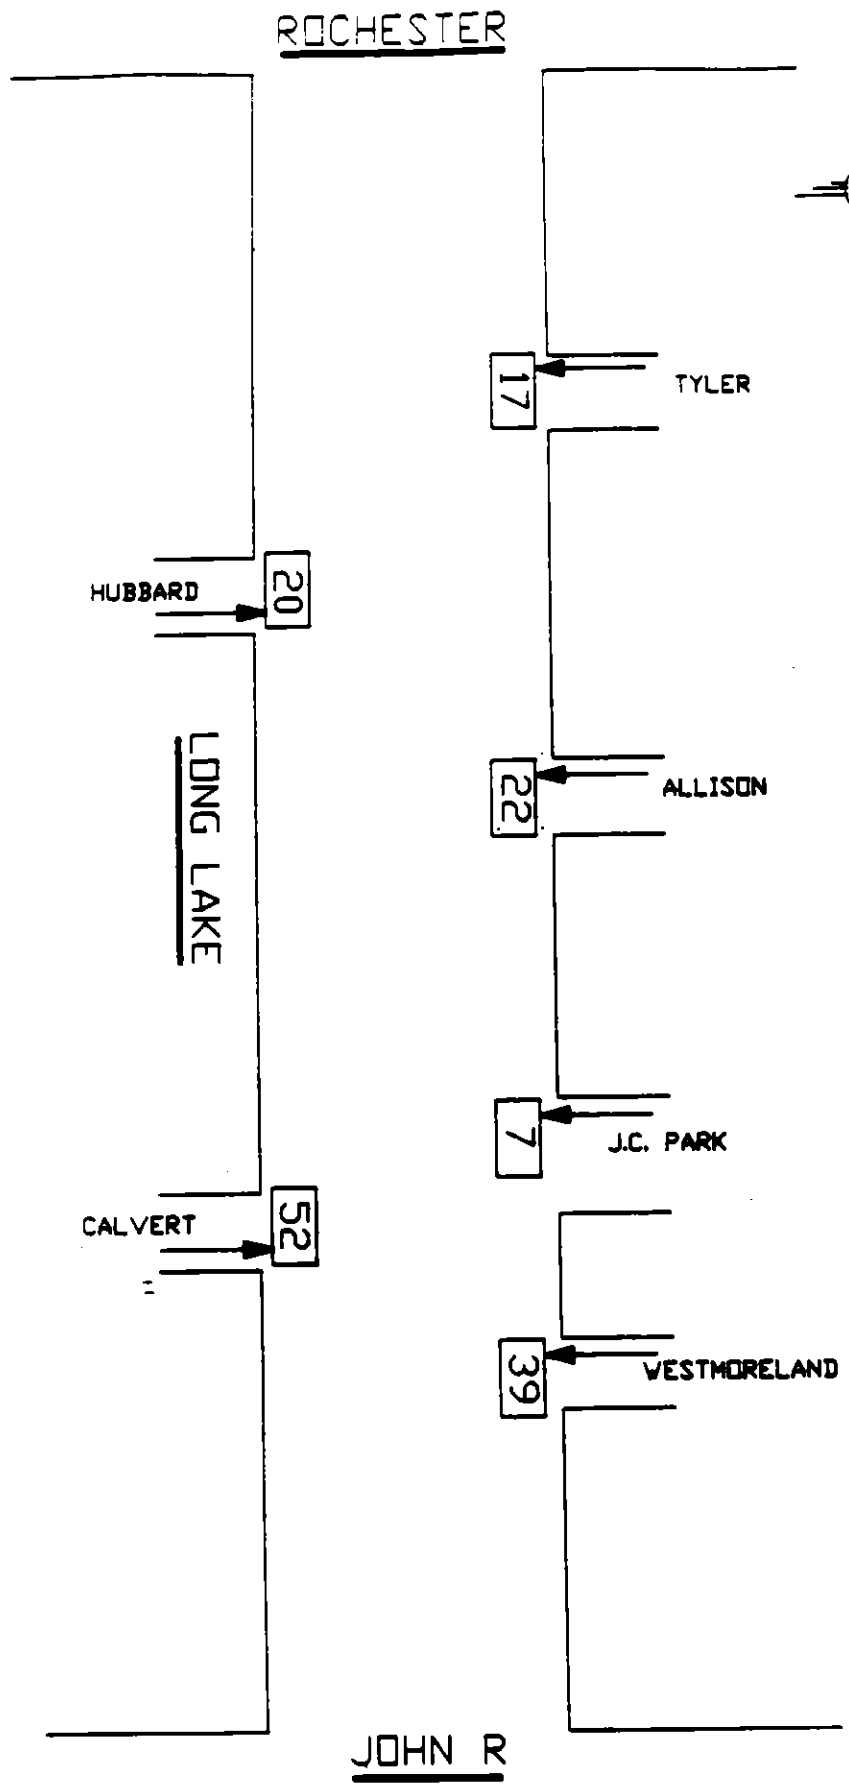 ROCHESTER
17
TYLER
HUBBARD
20
LONG LAKE
22
ALLISON
7
J.C. PARK
CALVERT
52
39
WESTMORELAND
JOHN R